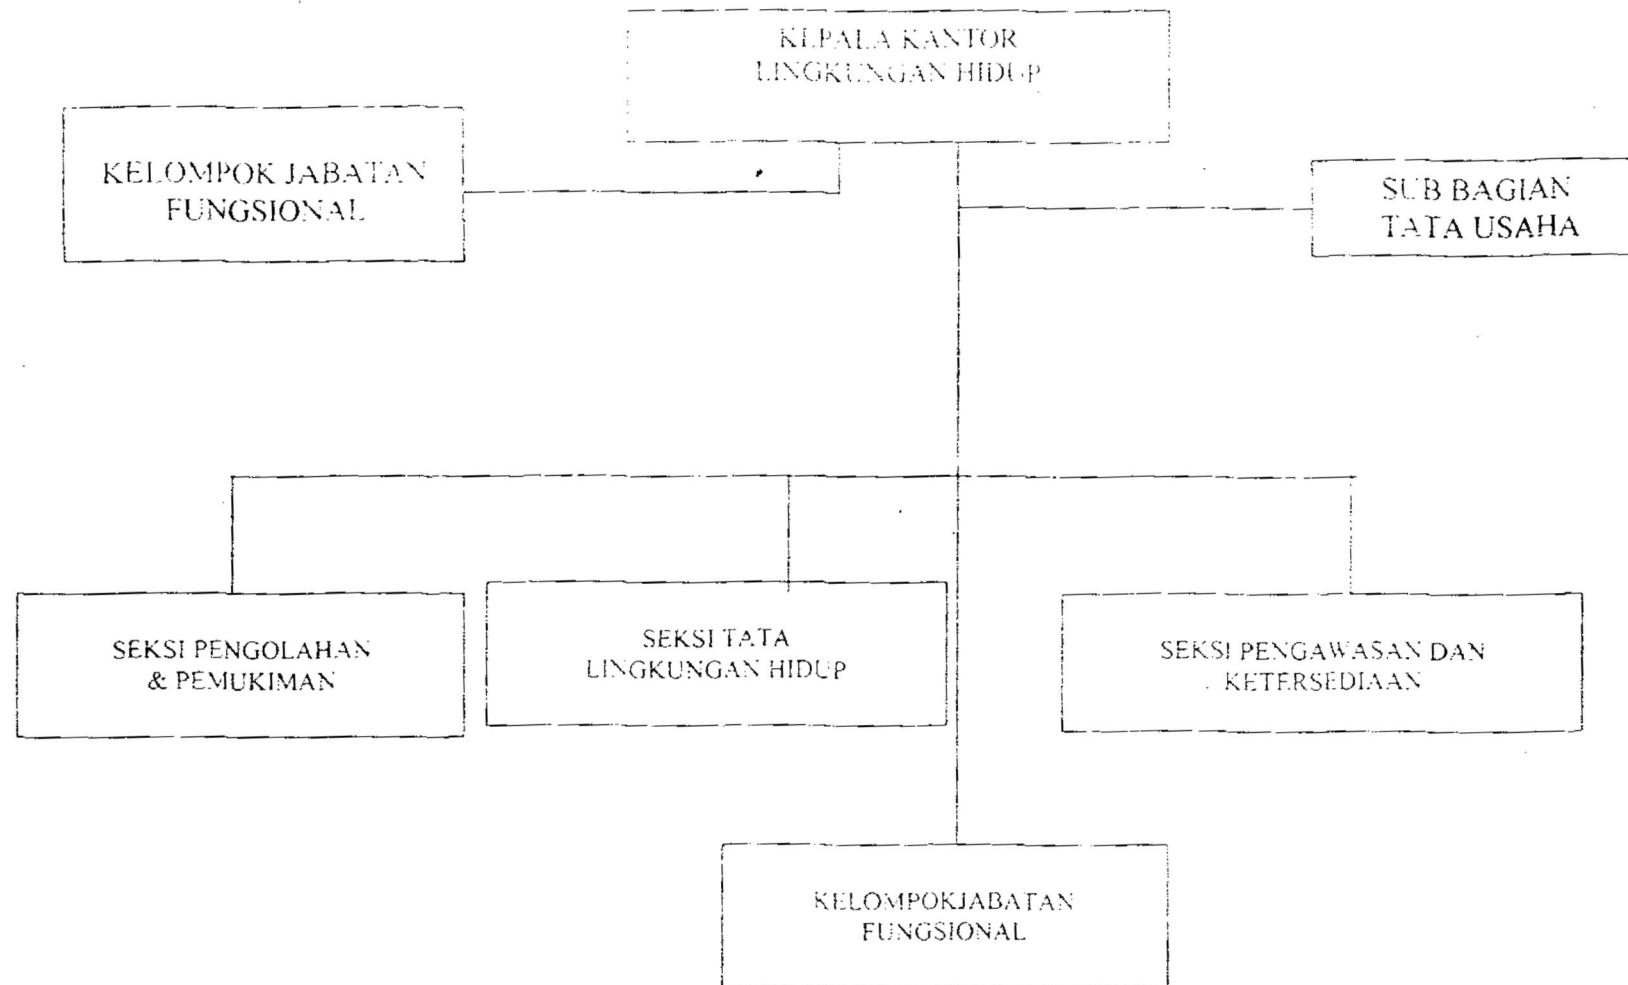 KEPALA KANTOR
LINGKUNGAN HIDUP
KELOMPOK JABATAN
FUNGSIONAL
SUB BAGIAN
TATA USAHA
SEKSI PENGOLAHAN
& PEMUKIMAN
SEKSI TATA
LINGKUNGAN HIDUP
SEKSI PENGAWASAN DAN
KETERSEDIAAN
KELOMPOKJABATAN
FUNGSIONAL